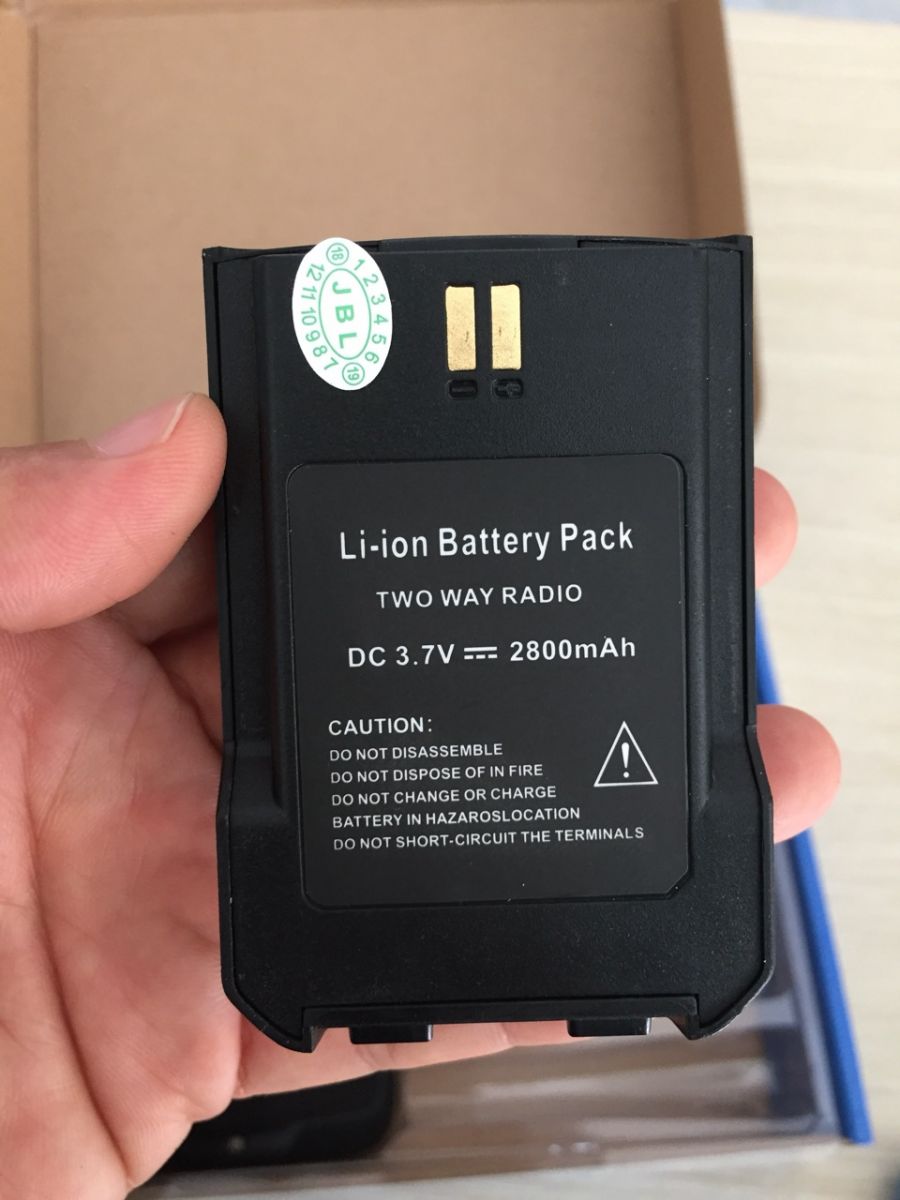 18
1 2 3 4 5 6
JBL
19
12 11 10 9 8 7
Li-ion Battery Pack
TWO WAY RADIO
DC 3.7V ⎓ 2800mAh
CAUTION:
DO NOT DISASSEMBLE
DO NOT DISPOSE OF IN FIRE
DO NOT CHANGE OR CHARGE
BATTERY IN HAZAROSLOCATION
DO NOT SHORT-CIRCUIT THE TERMINALS
!